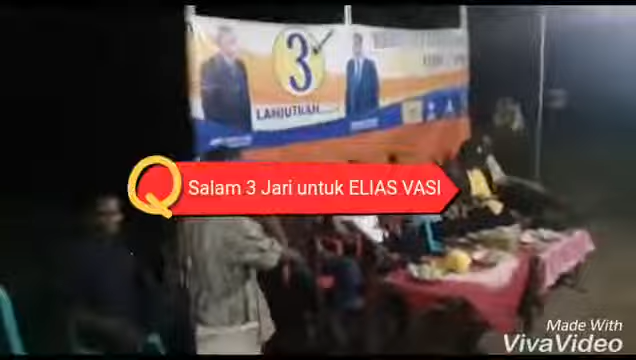 3
LANJUTKAN......
Salam 3 Jari untuk ELIAS VASI
Made With
VivaVideo